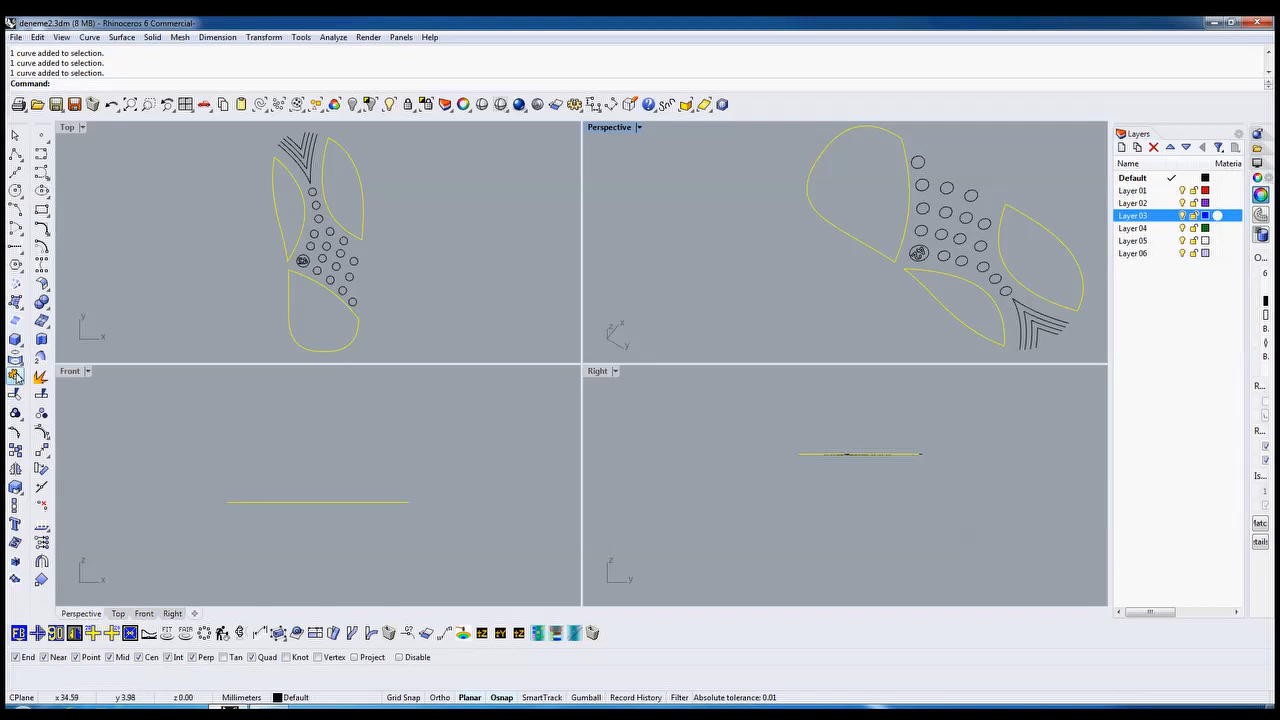 deneme2.3dm (8 MB) - Rhinoceros 6 Commercial-
File Edit View Curve Surface Solid Mesh Dimension Transform Tools Analyze Render Panels Help
1 curve added to selection.
1 curve added to selection.
1 curve added to selection.
Command:
Top
y
x
Perspective
z
x
y
Front
z
x
Right
z
y
Layers
Name Materia
Default
Layer 01
Layer 02
Layer 03
Layer 04
Layer 05
Layer 06
O...
6
B.
B.
R...
R...
Is...
1
Matc
etails
Perspective Top Front Right
End Near Point Mid Cen Int Perp Tan Quad Knot Vertex Project Disable
CPlane x 34.59 y 3.98 z 0.00 Millimeters Default Grid Snap Ortho Planar Osnap SmartTrack Gumball Record History Filter Absolute tolerance: 0.01